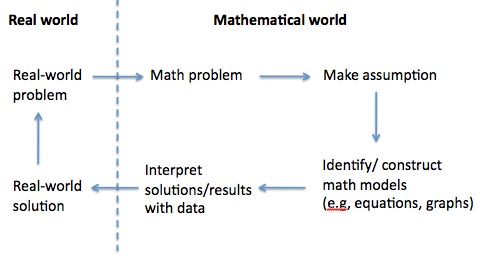 Real world
Mathematical world
Real-world
problem
Math problem
Make assumption
Identify/ construct
math models
(e.g, equations, graphs)
Interpret
solutions/results
with data
Real-world
solution